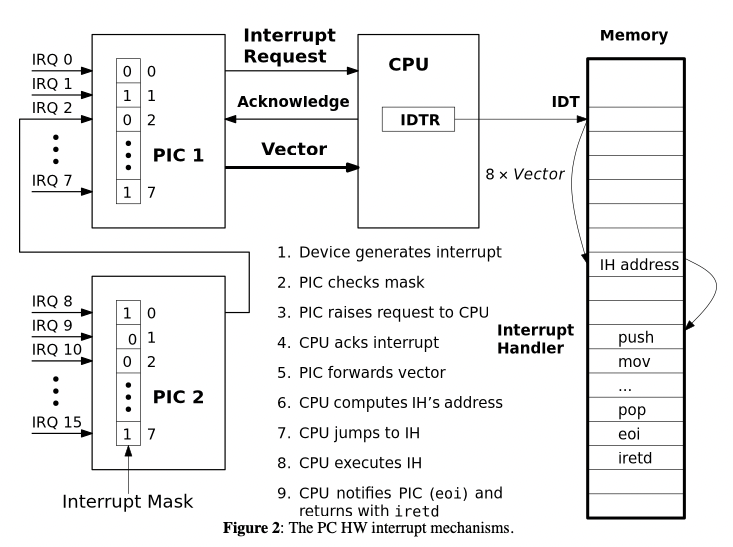 Interrupt
Request
Memory
IRQ 0
0 0
CPU
IRQ 1
1 1
IRQ 2
0 2
Acknowledge
IDTR
IDT
PIC 1
Vector
8 × Vector
IRQ 7
1 7
IH address
IRQ 8
1 0
IRQ 9
0 1
IRQ 10
0 2
PIC 2
IRQ 15
1 7
Interrupt Mask
1. Device generates interrupt
2. PIC checks mask
3. PIC raises request to CPU
4. CPU acks interrupt
5. PIC forwards vector
6. CPU computes IH's address
7. CPU jumps to IH
8. CPU executes IH
9. CPU notifies PIC (eoi) and
returns with iretd
Interrupt
Handler
push
mov
...
pop
eoi
iretd
Figure 2: The PC HW interrupt mechanisms.